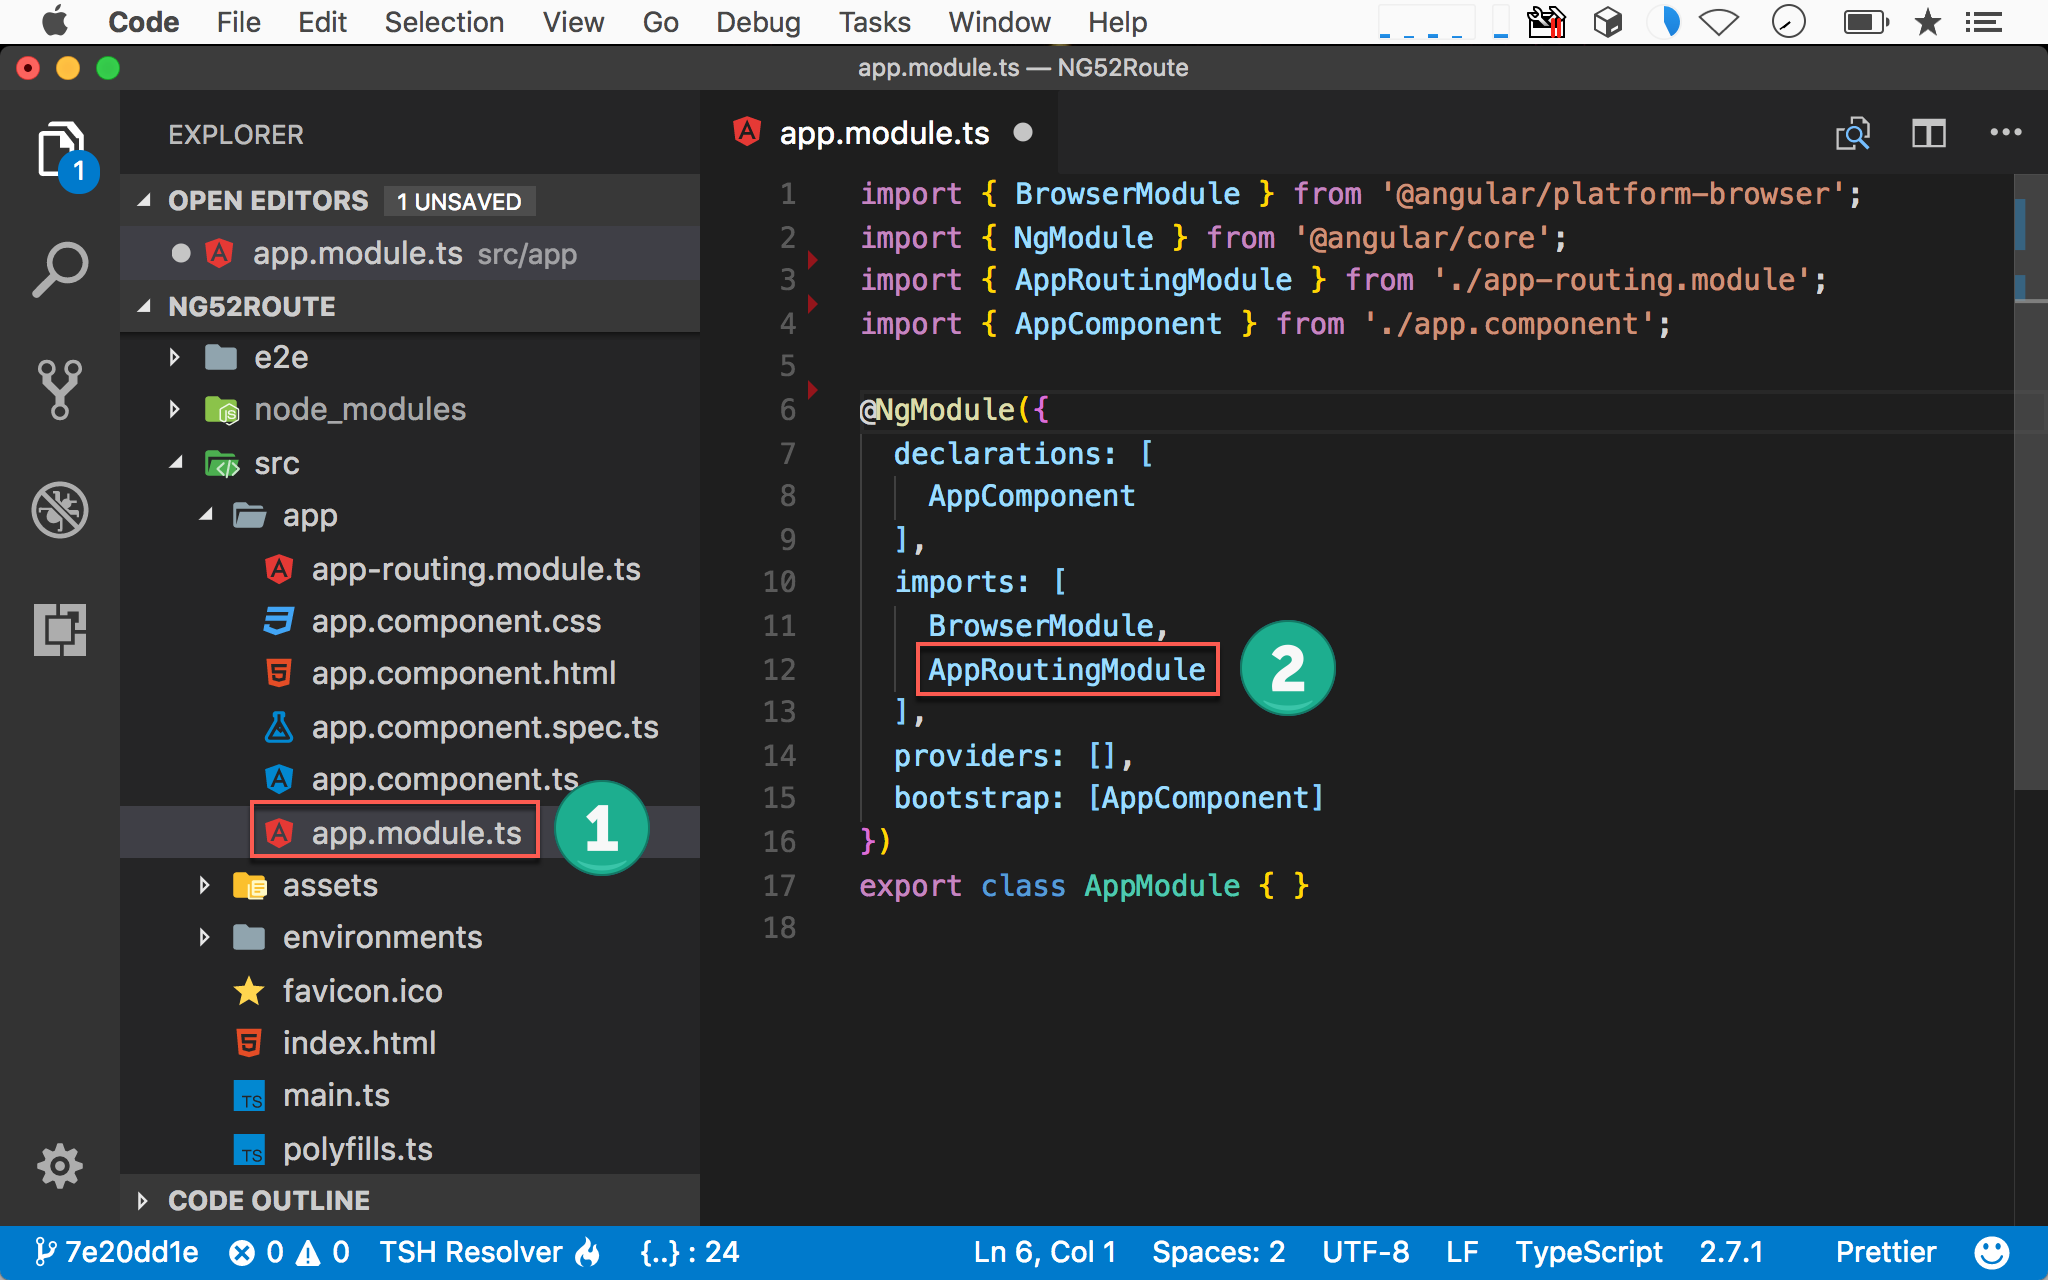 Code File Edit Selection View Go Debug Tasks Window Help
app.module.ts — NG52Route
EXPLORER
1
OPEN EDITORS 1 UNSAVED
app.module.ts src/app
NG52ROUTE
e2e
node_modules
src
app
app-routing.module.ts
app.component.css
app.component.html
app.component.spec.ts
app.component.ts
app.module.ts
1
assets
environments
favicon.ico
index.html
TS main.ts
TS polyfills.ts
CODE OUTLINE
app.module.ts
1 import { BrowserModule } from '@angular/platform-browser';
2 import { NgModule } from '@angular/core';
3 import { AppRoutingModule } from './app-routing.module';
4 import { AppComponent } from './app.component';
5
6 @NgModule({
7 declarations: [
8 AppComponent
9 ],
10 imports: [
11 BrowserModule,
12 AppRoutingModule
2
13 ],
14 providers: [],
15 bootstrap: [AppComponent]
16 })
17 export class AppModule { }
18
7e20dd1e 0 0 TSH Resolver {..} : 24 Ln 6, Col 1 Spaces: 2 UTF-8 LF TypeScript 2.7.1 Prettier